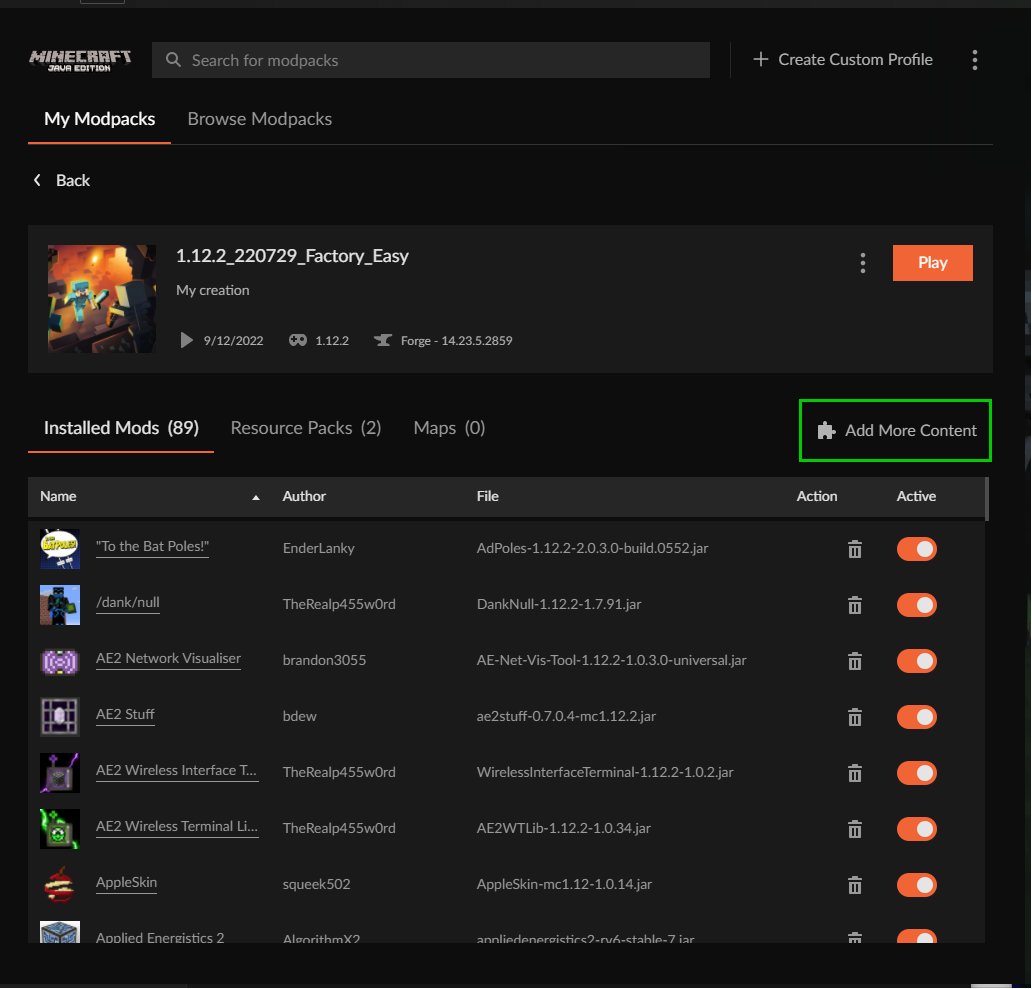 MINECRAFT
JAVA EDITION
Search for modpacks
Create Custom Profile
My Modpacks Browse Modpacks
Back
1.12.2_220729_Factory_Easy
Play
My creation
9/12/2022 1.12.2 Forge - 14.23.5.2859
Installed Mods (89) Resource Packs (2) Maps (0)
Add More Content
Name Author File Action Active
"To the Bat Poles!" EnderLanky AdPoles-1.12.2-2.0.3.0-build.0552.jar
/dank/null TheRealp455w0rd DankNull-1.12.2-1.7.91.jar
AE2 Network Visualiser brandon3055 AE-Net-Vis-Tool-1.12.2-1.0.3.0-universal.jar
AE2 Stuff bdew ae2stuff-0.7.0.4-mc1.12.2.jar
AE2 Wireless Interface T... TheRealp455w0rd WirelessInterfaceTerminal-1.12.2-1.0.2.jar
AE2 Wireless Terminal Li... TheRealp455w0rd AE2WTLib-1.12.2-1.0.34.jar
AppleSkin squeek502 AppleSkin-mc1.12-1.0.14.jar
Applied Energistics 2 AlgorithmX2 appliedenergistics2-rv6-stable-7.jar